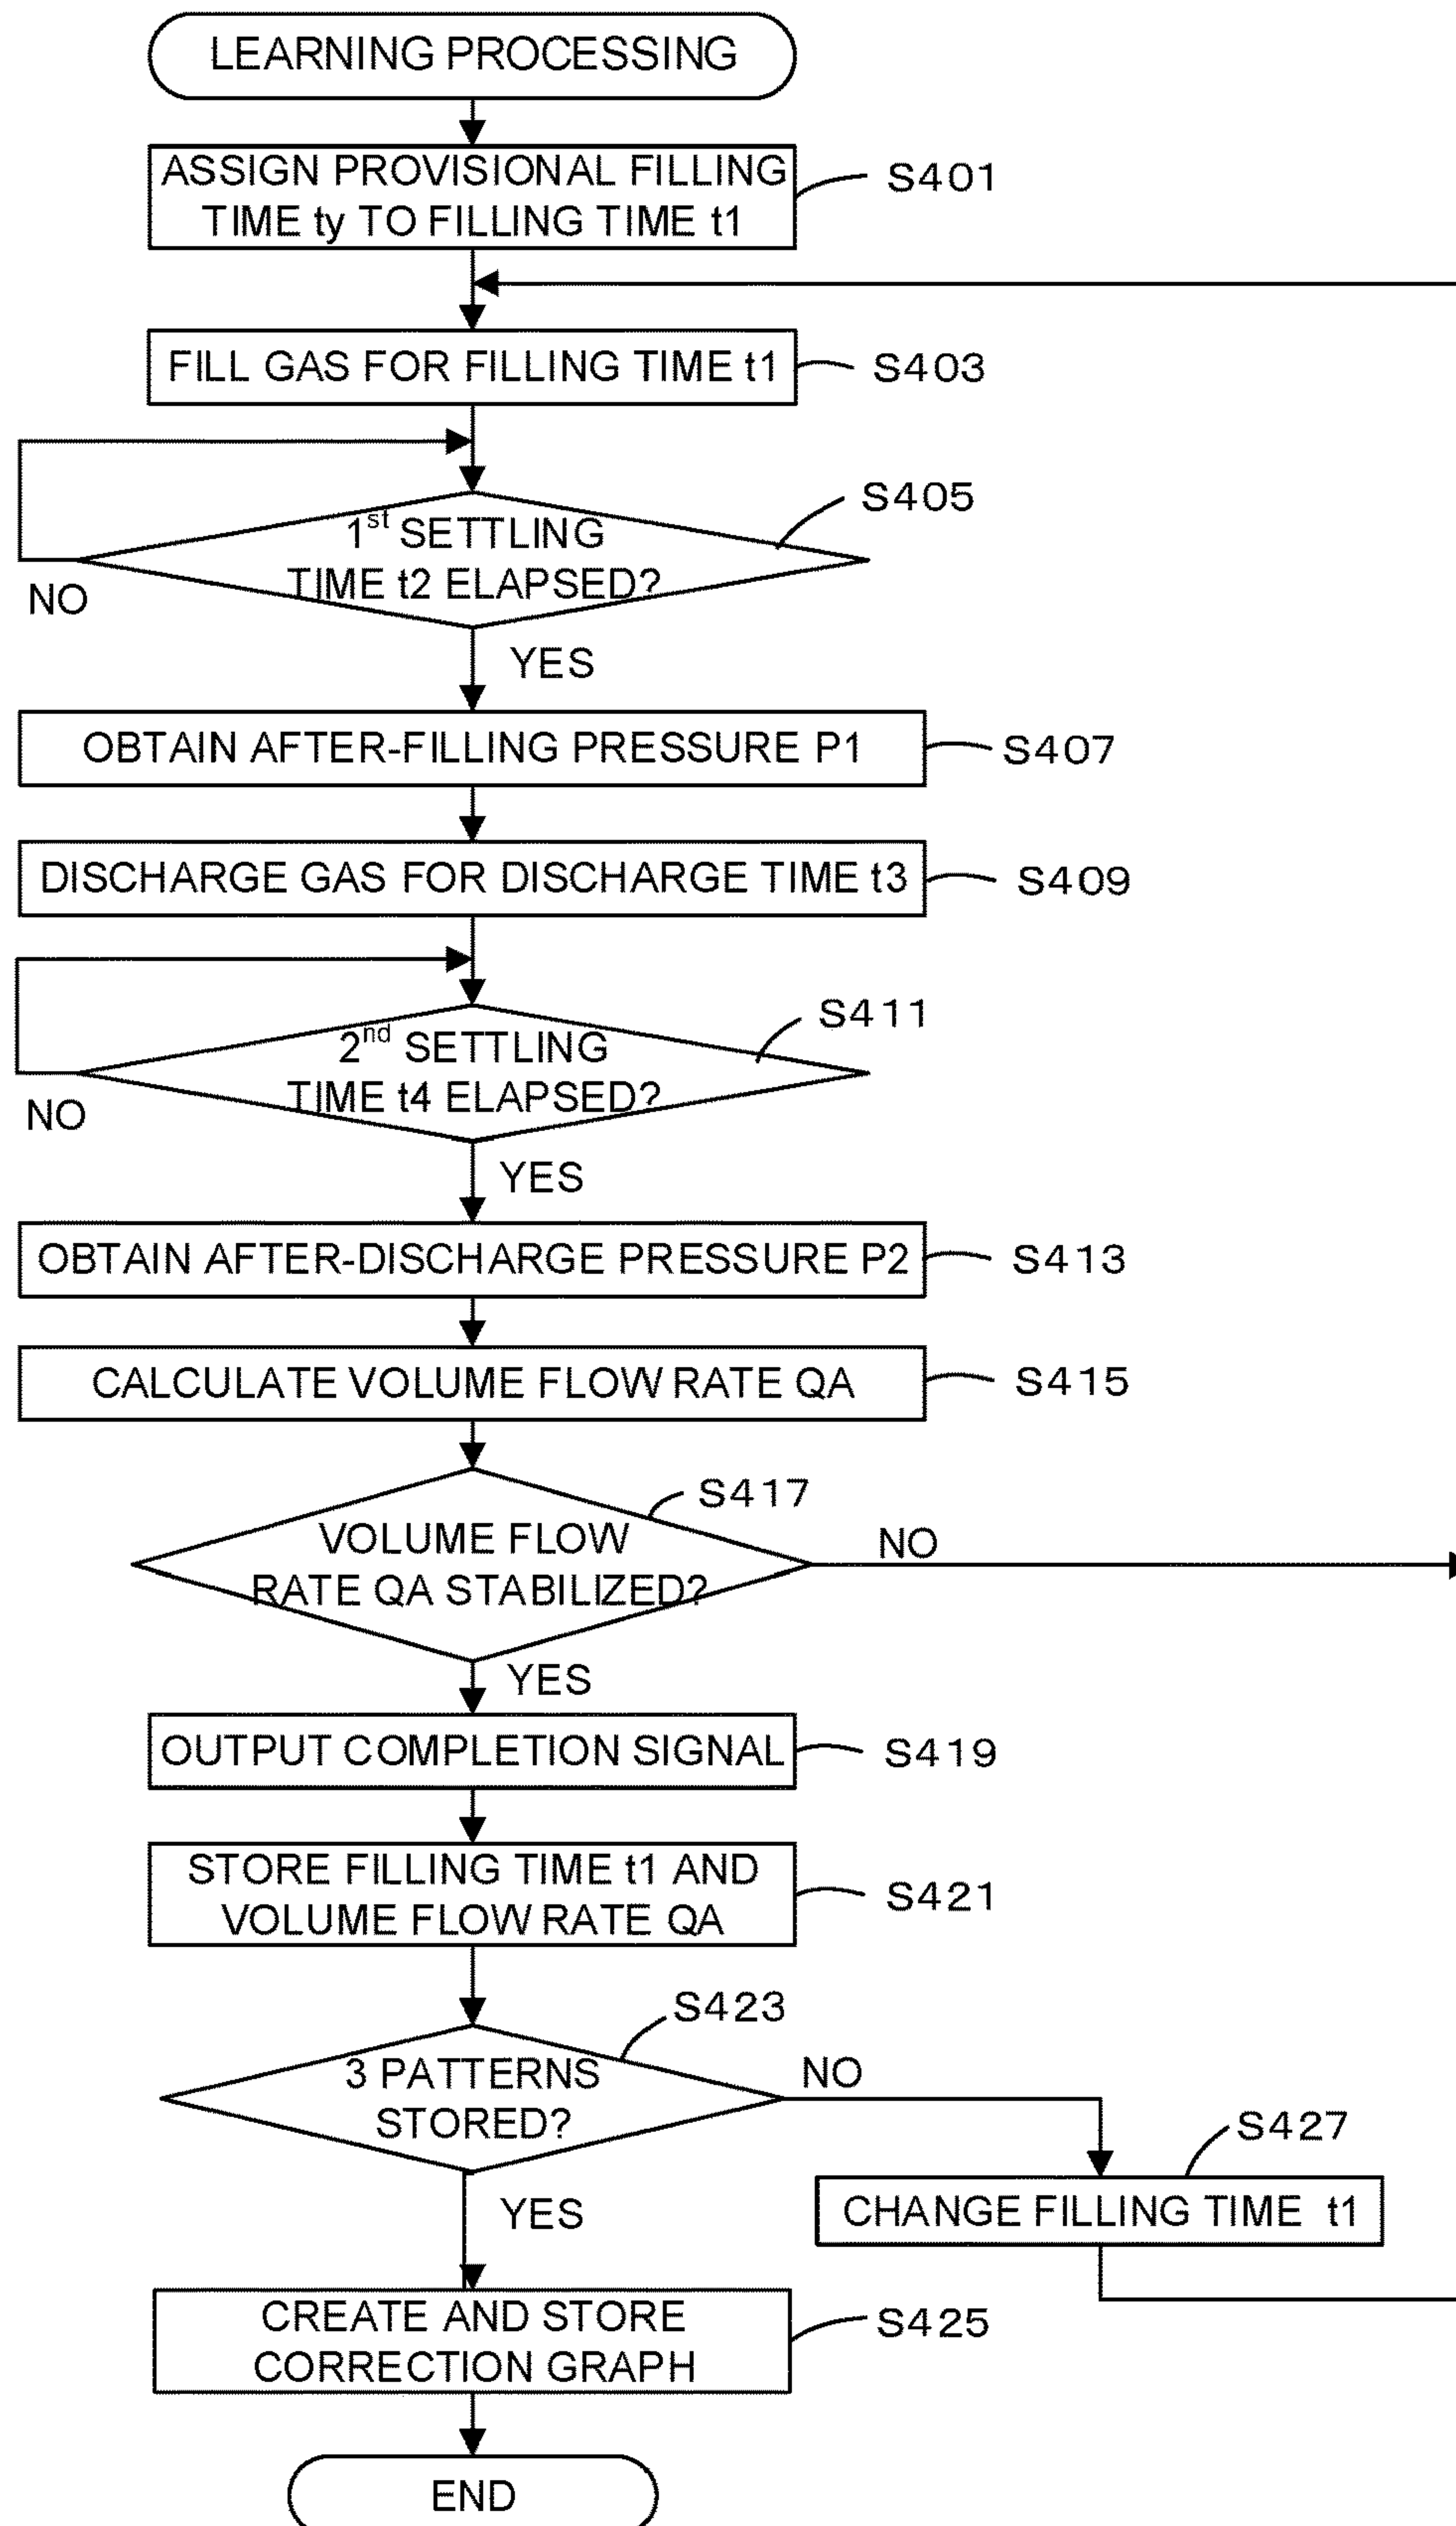 LEARNING PROCESSING
ASSIGN PROVISIONAL FILLING
TIME ty TO FILLING TIME t1
S401
FILL GAS FOR FILLING TIME t1
S403
S405
1st SETTLING
TIME t2 ELAPSED?
NO
YES
OBTAIN AFTER-FILLING PRESSURE P1
S407
DISCHARGE GAS FOR DISCHARGE TIME t3
S409
S411
2nd SETTLING
TIME t4 ELAPSED?
NO
YES
OBTAIN AFTER-DISCHARGE PRESSURE P2
S413
CALCULATE VOLUME FLOW RATE QA
S415
S417
VOLUME FLOW
RATE QA STABILIZED?
NO
YES
OUTPUT COMPLETION SIGNAL
S419
STORE FILLING TIME t1 AND
VOLUME FLOW RATE QA
S421
S423
3 PATTERNS
STORED?
NO
S427
CHANGE FILLING TIME t1
YES
CREATE AND STORE
CORRECTION GRAPH
S425
END